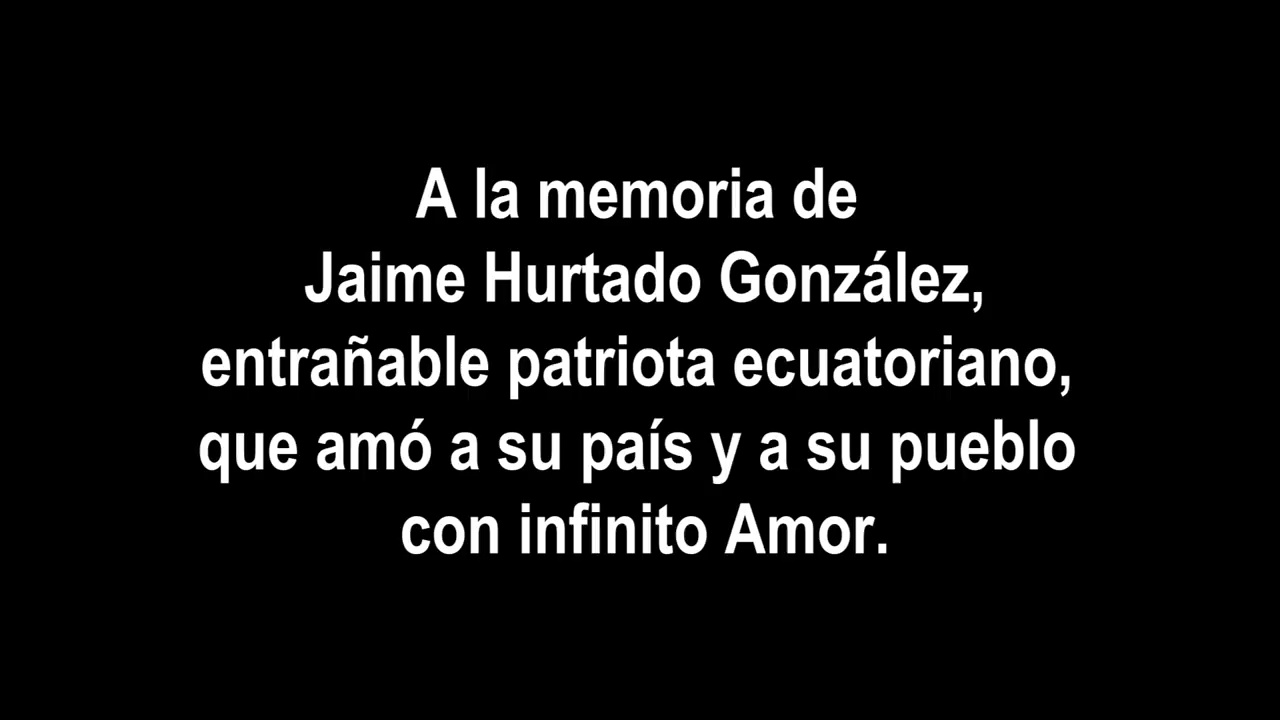 A la memoria de
Jaime Hurtado González,
entrañable patriota ecuatoriano,
que amó a su país y a su pueblo
con infinito Amor.